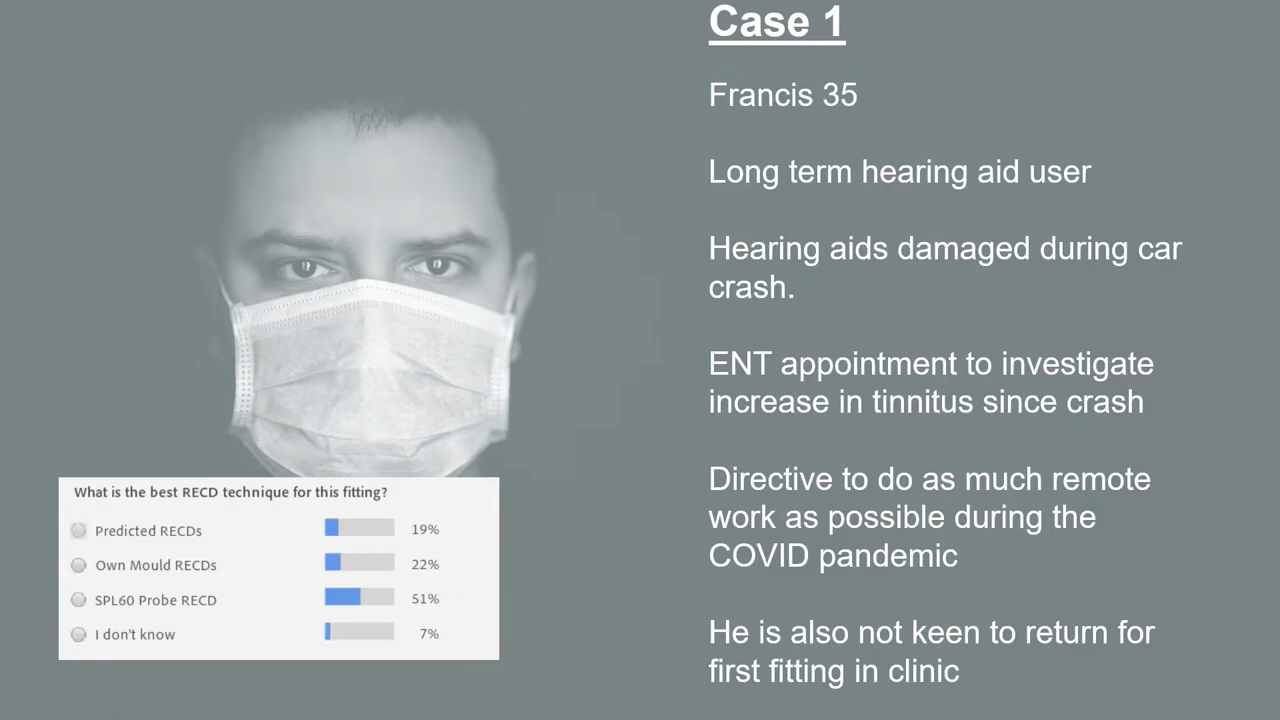 Case 1
Francis 35
Long term hearing aid user
Hearing aids damaged during car
crash.
ENT appointment to investigate
increase in tinnitus since crash
Directive to do as much remote
work as possible during the
COVID pandemic
He is also not keen to return for
first fitting in clinic
What is the best RECD technique for this fitting?
Predicted RECDs 19%
Own Mould RECDs 22%
SPL60 Probe RECD 51%
I don't know 7%